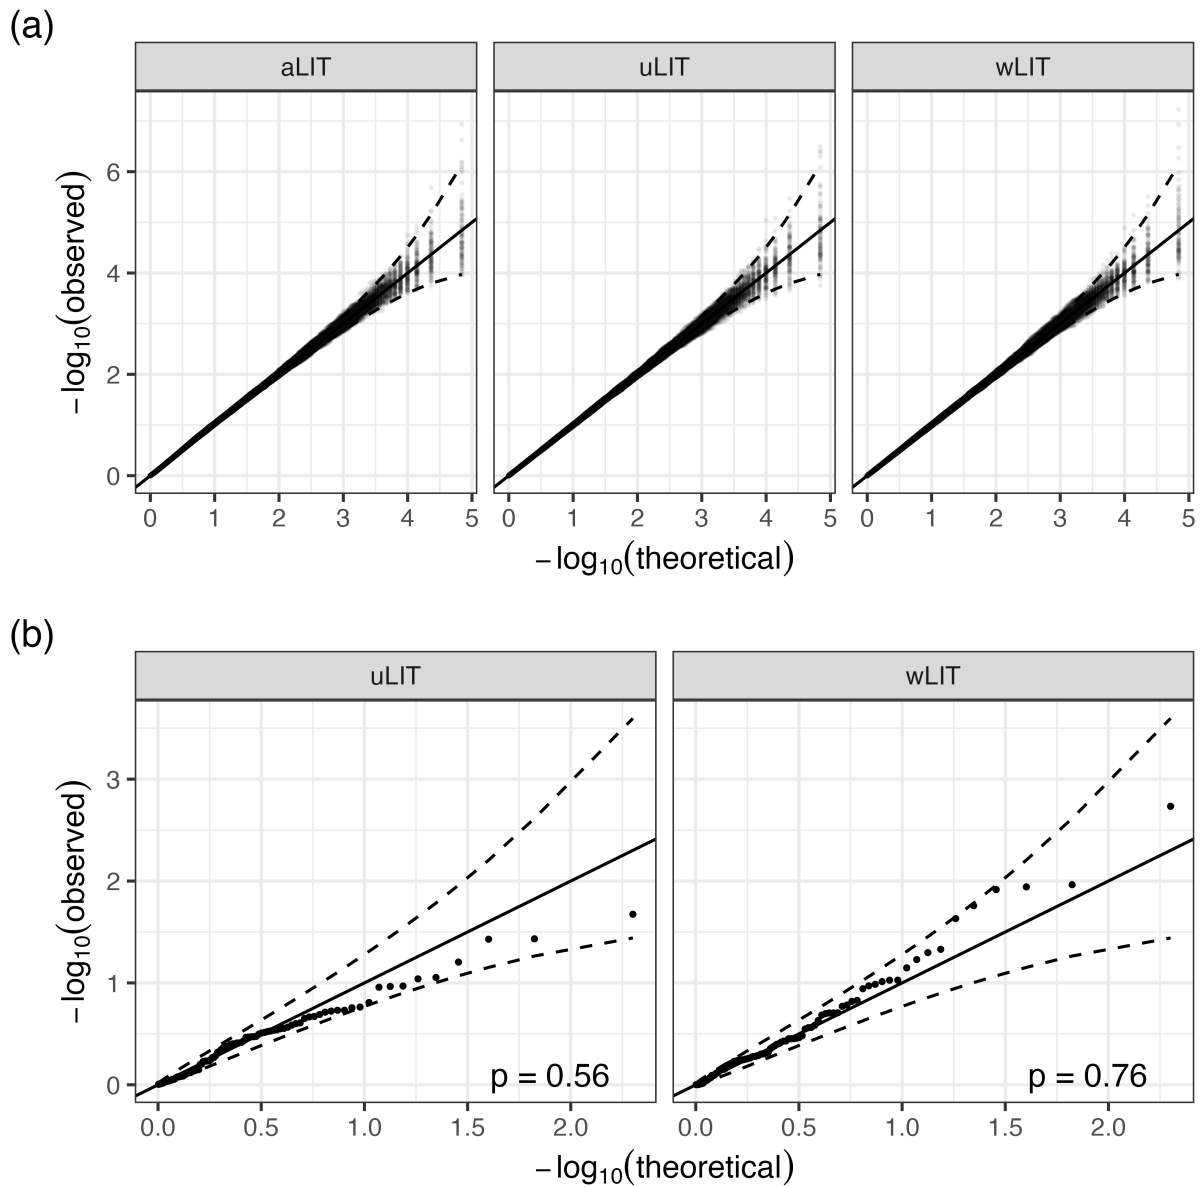 (a)
aLIT uLIT wLIT
−log10(observed)
6
4
2
0
0 1 2 3 4 5 0 1 2 3 4 5 0 1 2 3 4 5
−log10(theoretical)
(b)
uLIT wLIT
−log10(observed)
3
2
1
0
p = 0.56 p = 0.76
0.0 0.5 1.0 1.5 2.0 0.0 0.5 1.0 1.5 2.0
−log10(theoretical)